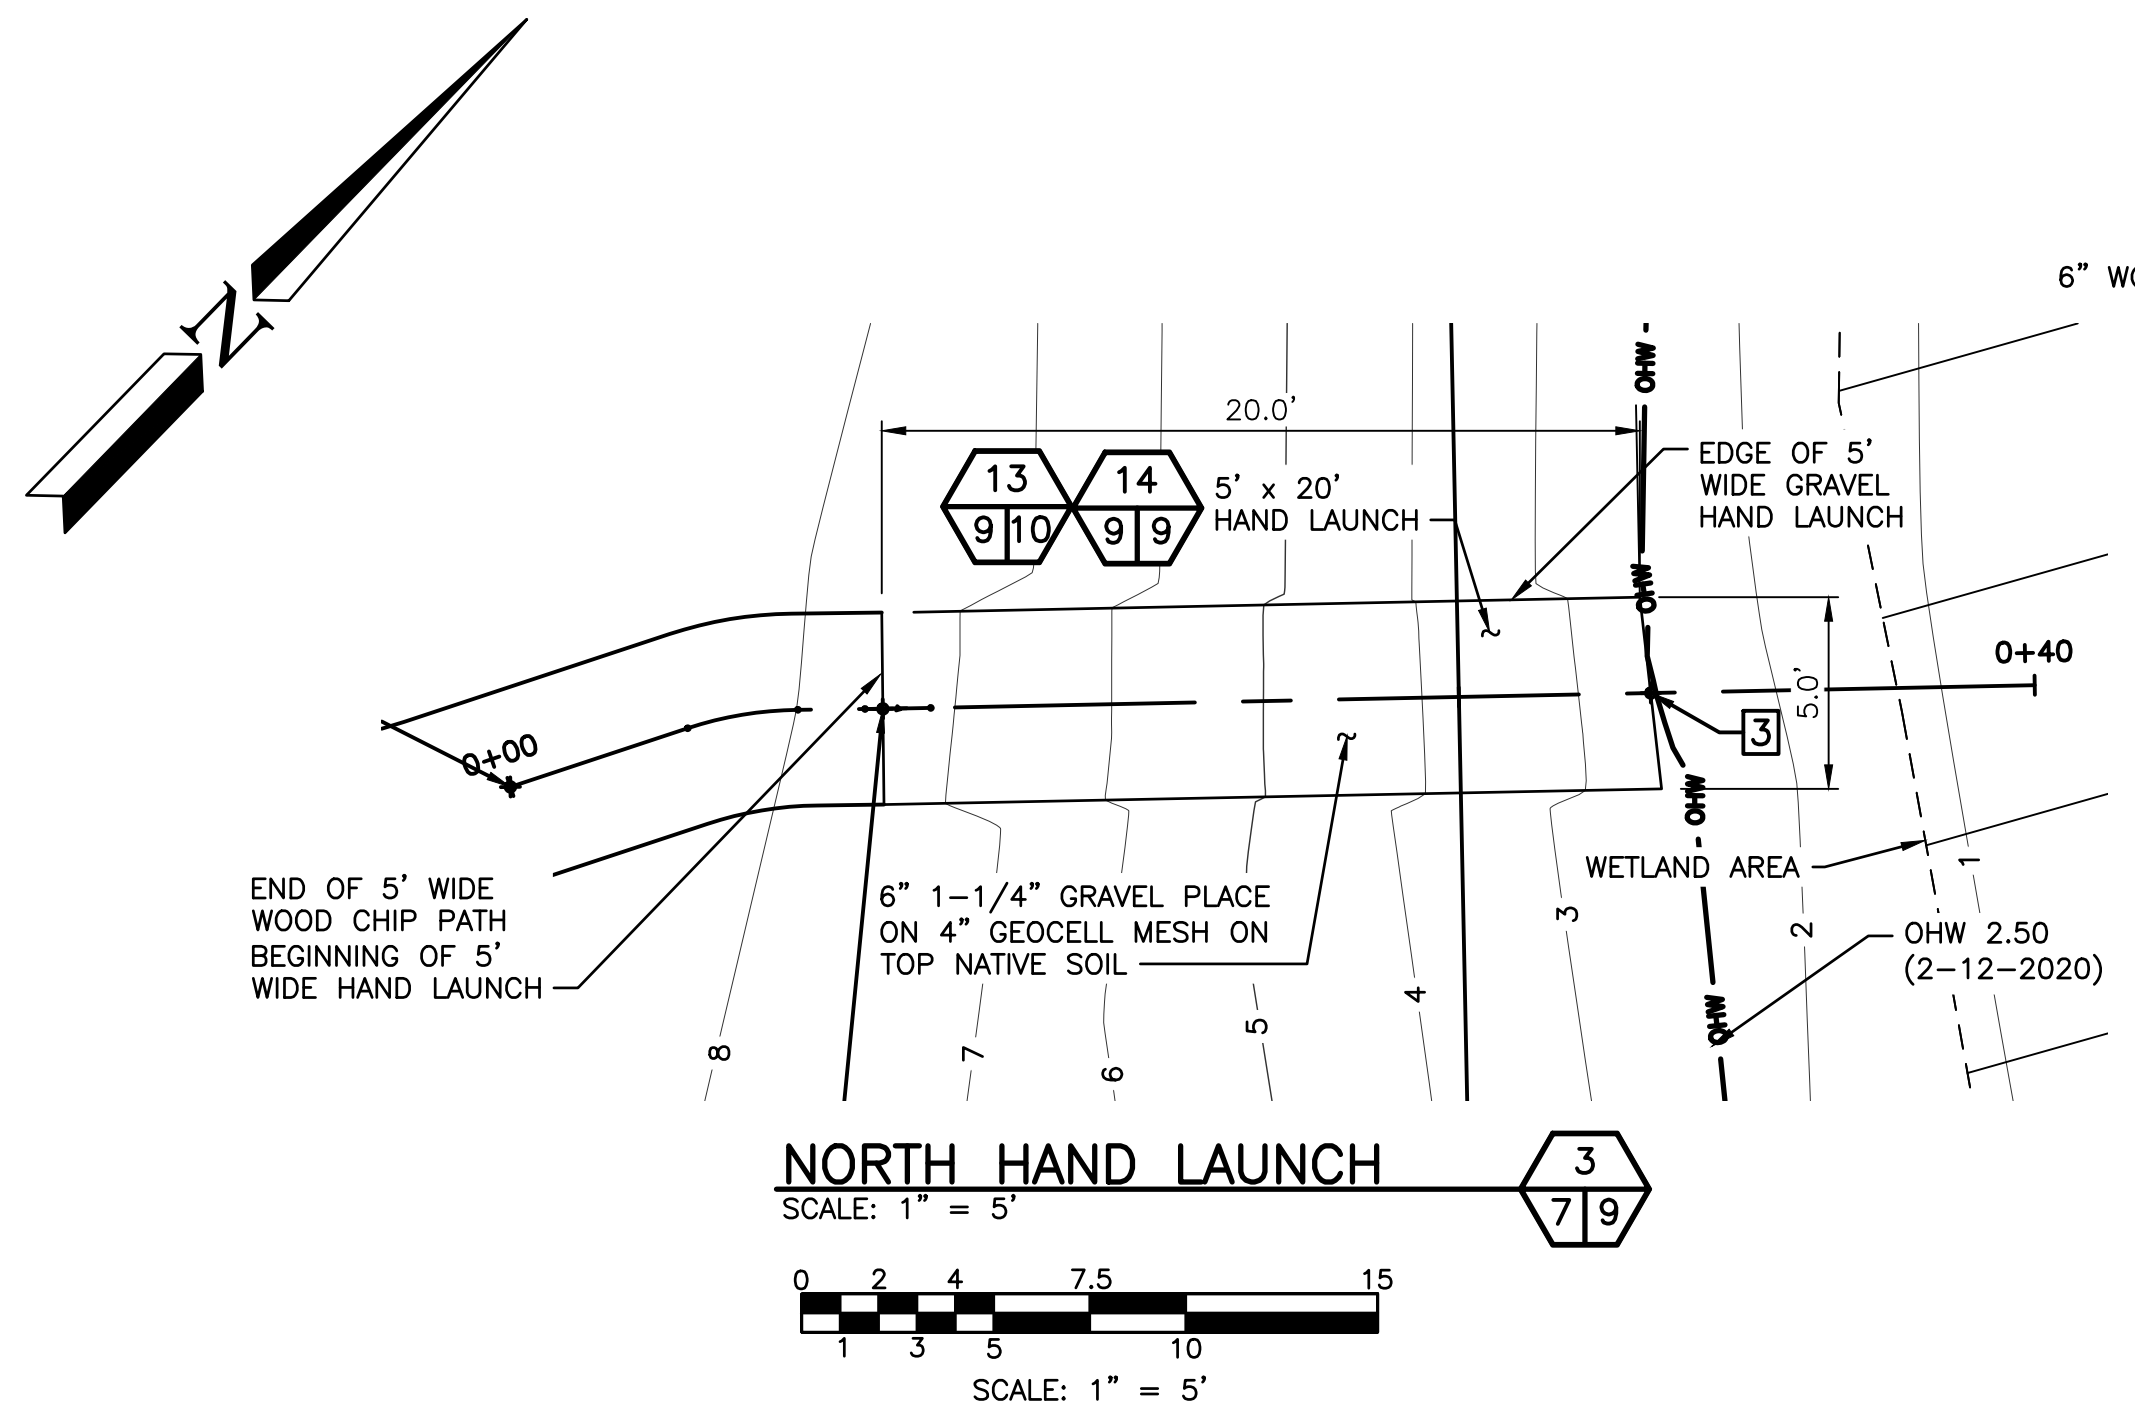 N
6" WO
20.0'
13
9 10
14
9 9
5' x 20'
HAND LAUNCH
OHW
EDGE OF 5'
WIDE GRAVEL
HAND LAUNCH
OHW
0+40
5.0'
3
0+00
OHW
WETLAND AREA
END OF 5' WIDE
WOOD CHIP PATH
BEGINNING OF 5'
WIDE HAND LAUNCH
6" 1-1/4" GRAVEL PLACE
ON 4" GEOCELL MESH ON
TOP NATIVE SOIL
OHW 2.50
(2-12-2020)
OHW
8
7
6
5
4
3
2
1
NORTH HAND LAUNCH
SCALE: 1" = 5'
3
7 9
0 2 4 7.5 15
1 3 5 10
SCALE: 1" = 5'